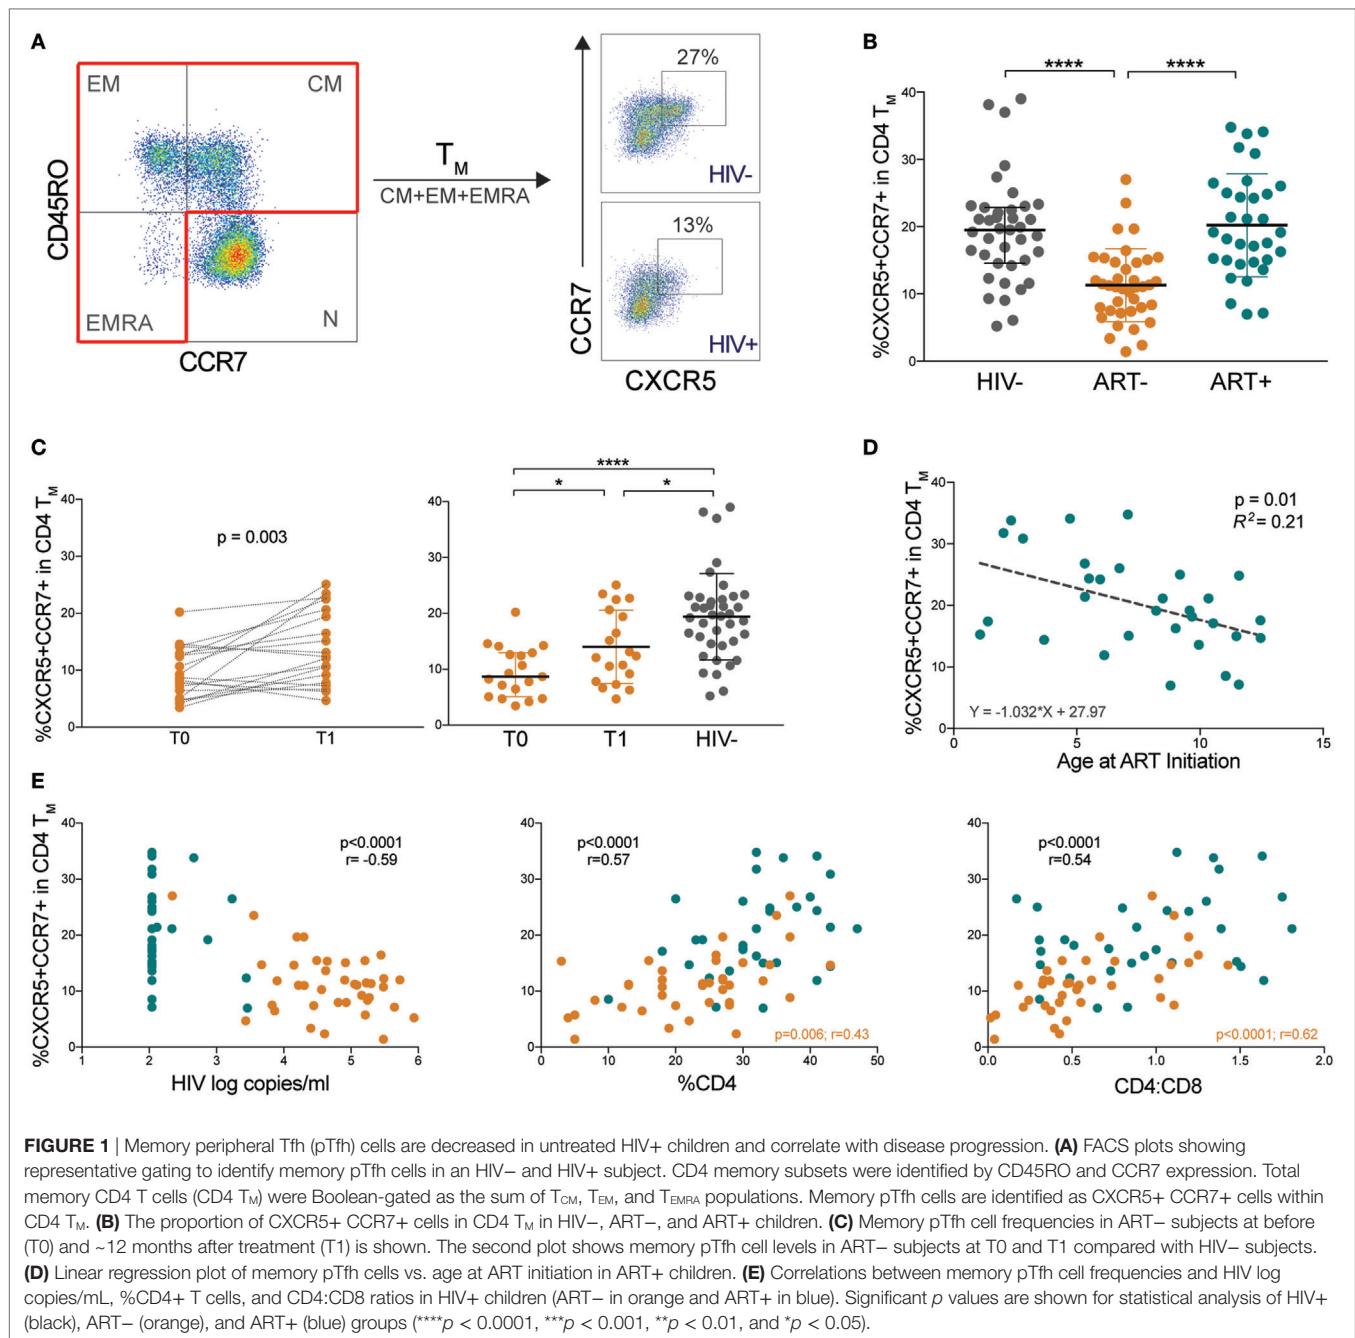 A
EM
CM
EMRA
N
CD45RO
CCR7
TM
CM+EM+EMRA
27%
HIV-
13%
HIV+
CCR7
CXCR5
B
**** ****
%CXCR5+CCR7+ in CD4 TM
40
30
20
10
0
HIV- ART- ART+
C
%CXCR5+CCR7+ in CD4 TM
40
30
20
10
0
p = 0.003
T0 T1
****
* *
40
30
20
10
0
T0 T1 HIV-
D
%CXCR5+CCR7+ in CD4 TM
40
30
20
10
0
p = 0.01
R² = 0.21
Y = -1.032*X + 27.97
0 5 10 15
Age at ART Initiation
E
%CXCR5+CCR7+ in CD4 TM
40
30
20
10
0
p<0.0001
r= -0.59
1 2 3 4 5 6
HIV log copies/ml
40
30
20
10
0
p<0.0001
r=0.57
p=0.006; r=0.43
0 10 20 30 40 50
%CD4
40
30
20
10
0
p<0.0001
r=0.54
p<0.0001; r=0.62
0.0 0.5 1.0 1.5 2.0
CD4:CD8
FIGURE 1 | Memory peripheral Tfh (pTfh) cells are decreased in untreated HIV+ children and correlate with disease progression. (A) FACS plots showing
representative gating to identify memory pTfh cells in an HIV− and HIV+ subject. CD4 memory subsets were identified by CD45RO and CCR7 expression. Total
memory CD4 T cells (CD4 TM) were Boolean-gated as the sum of TCM, TEM, and TEMRA populations. Memory pTfh cells are identified as CXCR5+ CCR7+ cells within
CD4 TM. (B) The proportion of CXCR5+ CCR7+ cells in CD4 TM in HIV−, ART−, and ART+ children. (C) Memory pTfh cell frequencies in ART− subjects at before
(T0) and ~12 months after treatment (T1) is shown. The second plot shows memory pTfh cell levels in ART− subjects at T0 and T1 compared with HIV− subjects.
(D) Linear regression plot of memory pTfh cells vs. age at ART initiation in ART+ children. (E) Correlations between memory pTfh cell frequencies and HIV log
copies/mL, %CD4+ T cells, and CD4:CD8 ratios in HIV+ children (ART− in orange and ART+ in blue). Significant p values are shown for statistical analysis of HIV+
(black), ART− (orange), and ART+ (blue) groups (****p < 0.0001, ***p < 0.001, **p < 0.01, and *p < 0.05).